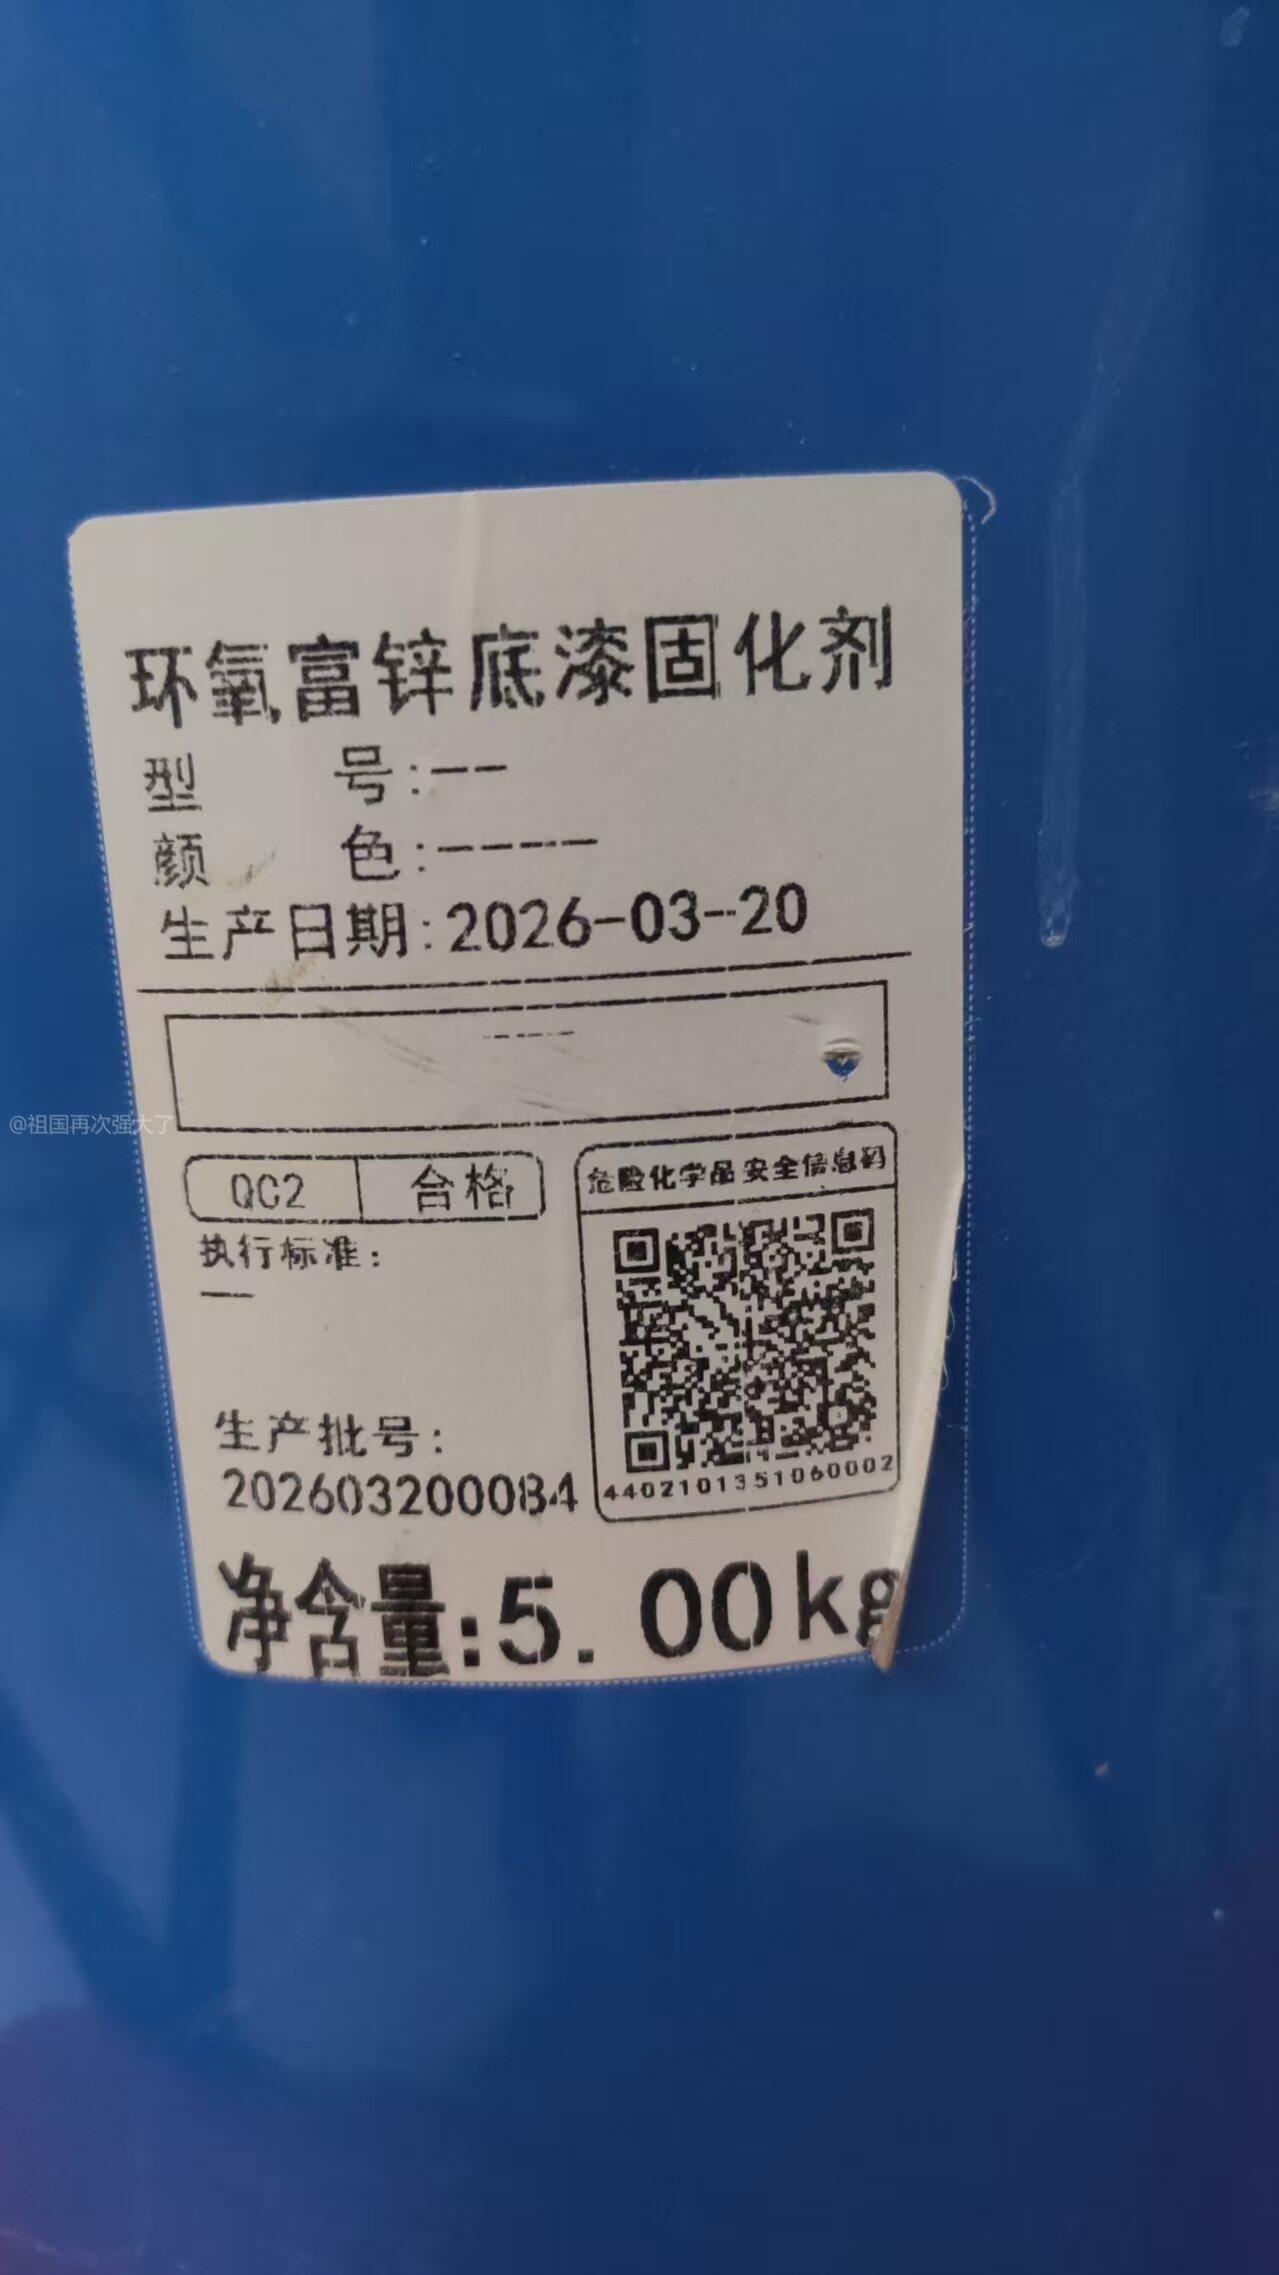 环氧富锌底漆固化剂
型 号:--
颜 色:-----
生产日期:2026-03-20
-----
QC2 合格
危险化学品安全信息码
执行标准:
—
生产批号:
202603200084
4402101351060002
净含量:5.00kg
@祖国再次强大了